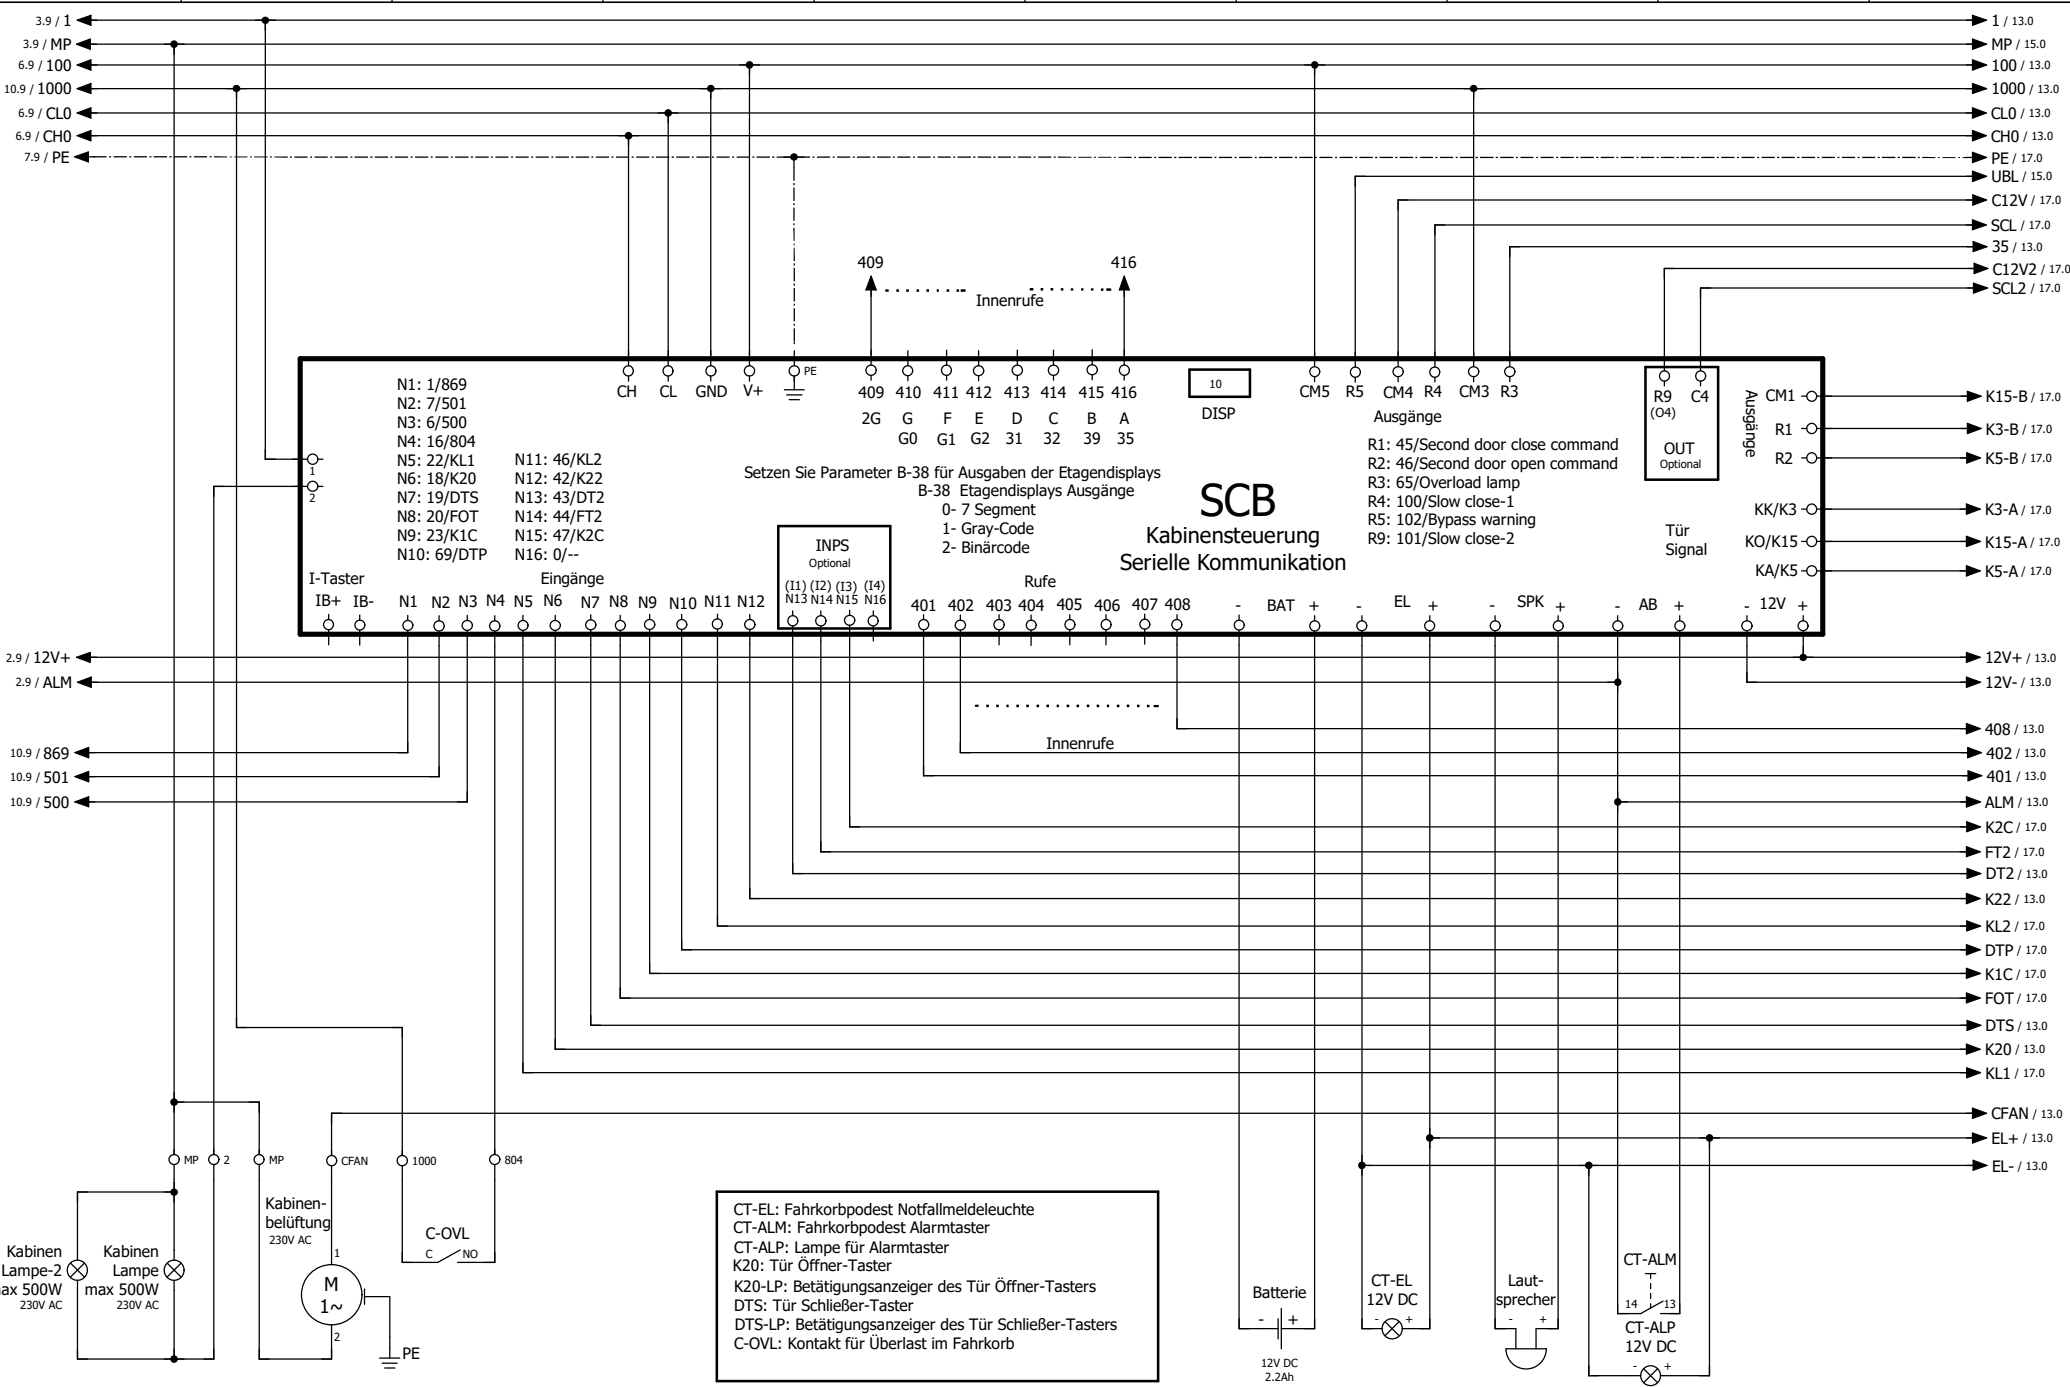 3.9 / 1
3.9 / MP
6.9 / 100
10.9 / 1000
6.9 / CL0
6.9 / CH0
7.9 / PE
1 / 13.0
MP / 15.0
100 / 13.0
1000 / 13.0
CL0 / 13.0
CH0 / 13.0
PE / 17.0
UBL / 15.0
C12V / 17.0
SCL / 17.0
35 / 13.0
C12V2 / 17.0
SCL2 / 17.0
409
416
Innenrufe
N1: 1/869
N2: 7/501
N3: 6/500
N4: 16/804
N5: 22/KL1
N6: 18/K20
N7: 19/DTS
N8: 20/FOT
N9: 23/K1C
N10: 69/DTP
N11: 46/KL2
N12: 42/K22
N13: 43/DT2
N14: 44/FT2
N15: 47/K2C
N16: 0/--
1
2
CH CL GND V+
PE
409 410 411 412 413 414 415 416
2G G F E D C B A
G0 G1 G2 31 32 39 35
10
DISP
CM5 R5 CM4 R4 CM3 R3
Ausgänge
R1: 45/Second door close command
R2: 46/Second door open command
R3: 65/Overload lamp
R4: 100/Slow close-1
R5: 102/Bypass warning
R9: 101/Slow close-2
R9 C4
(O4)
OUT
Optional
Ausgänge
CM1
R1
R2
KK/K3
KO/K15
KA/K5
Tür
Signal
K15-B / 17.0
K3-B / 17.0
K5-B / 17.0
K3-A / 17.0
K15-A / 17.0
K5-A / 17.0
Setzen Sie Parameter B-38 für Ausgaben der Etagendisplays
B-38 Etagendisplays Ausgänge
0- 7 Segment
1- Gray-Code
2- Binärcode
SCB
Kabinensteuerung
Serielle Kommunikation
INPS
Optional
(I1) (I2) (I3) (I4)
N13 N14 N15 N16
I-Taster
IB+ IB-
Eingänge
N1 N2 N3 N4 N5 N6 N7 N8 N9 N10 N11 N12
Rufe
401 402 403 404 405 406 407 408
- BAT +
- EL +
- SPK +
- AB +
- 12V +
2.9 / 12V+
2.9 / ALM
10.9 / 869
10.9 / 501
10.9 / 500
Innenrufe
12V+ / 13.0
12V- / 13.0
408 / 13.0
402 / 13.0
401 / 13.0
ALM / 13.0
K2C / 17.0
FT2 / 17.0
DT2 / 13.0
K22 / 13.0
KL2 / 17.0
DTP / 17.0
K1C / 17.0
FOT / 17.0
DTS / 13.0
K20 / 13.0
KL1 / 17.0
CFAN / 13.0
EL+ / 13.0
EL- / 13.0
MP 2 MP CFAN 1000 804
Kabinen
Lampe-2
max 500W
230V AC
Kabinen
Lampe
max 500W
230V AC
Kabinen-
belüftung
230V AC
1
M
1~
2
PE
C-OVL
C NO
CT-EL: Fahrkorbpodest Notfallmeldeleuchte
CT-ALM: Fahrkorbpodest Alarmtaster
CT-ALP: Lampe für Alarmtaster
K20: Tür Öffner-Taster
K20-LP: Betätigungsanzeiger des Tür Öffner-Tasters
DTS: Tür Schließer-Taster
DTS-LP: Betätigungsanzeiger des Tür Schließer-Tasters
C-OVL: Kontakt für Überlast im Fahrkorb
Batterie
- +
12V DC
2.2Ah
CT-EL
12V DC
- +
Laut-
sprecher
- +
CT-ALM
14 13
CT-ALP
12V DC
- +